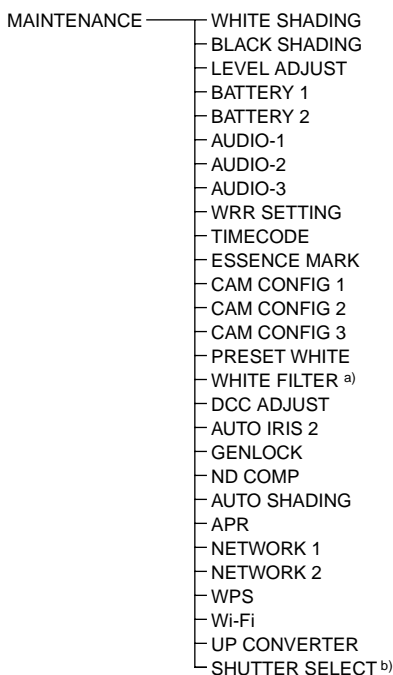 MAINTENANCE
WHITE SHADING
BLACK SHADING
LEVEL ADJUST
BATTERY 1
BATTERY 2
AUDIO-1
AUDIO-2
AUDIO-3
WRR SETTING
TIMECODE
ESSENCE MARK
CAM CONFIG 1
CAM CONFIG 2
CAM CONFIG 3
PRESET WHITE
WHITE FILTER a)
DCC ADJUST
AUTO IRIS 2
GENLOCK
ND COMP
AUTO SHADING
APR
NETWORK 1
NETWORK 2
WPS
Wi-Fi
UP CONVERTER
SHUTTER SELECT b)